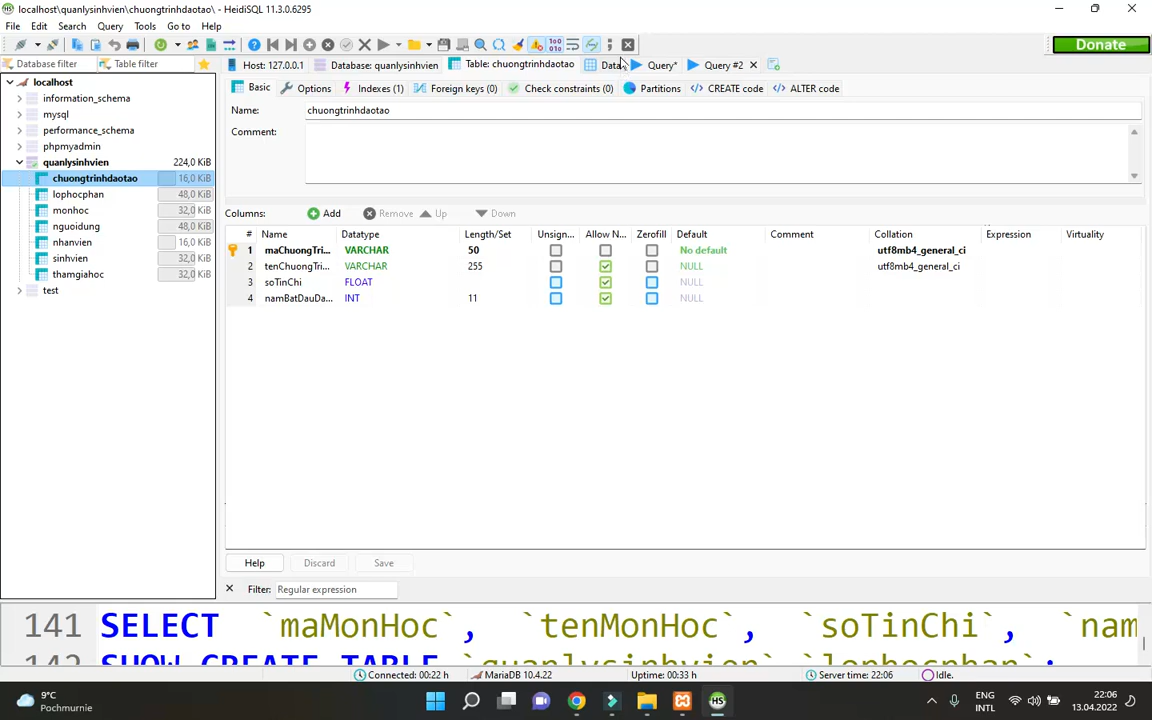 localhost\quanlysinhvien\chuongtrinhdaotao\ - HeidiSQL 11.3.0.6295
File Edit Search Query Tools Go to Help
Donate
Database filter Table filter Host: 127.0.0.1 Database: quanlysinhvien Table: chuongtrinhdaotao Data Query* Query #2
localhost
information_schema
mysql
performance_schema
phpmyadmin
quanlysinhvien 224,0 KiB
chuongtrinhdaotao 16,0 KiB
lophocphan 48,0 KiB
monhoc 32,0 KiB
nguoidung 48,0 KiB
nhanvien 16,0 KiB
sinhvien 32,0 KiB
thamgiahoc 32,0 KiB
test
Basic Options Indexes (1) Foreign keys (0) Check constraints (0) Partitions CREATE code ALTER code
Name: chuongtrinhdaotao
Comment:
Columns: Add Remove Up Down
# Name Datatype Length/Set Unsign... Allow N... Zerofill Default Comment Collation Expression Virtuality
1 maChuongTri... VARCHAR 50 No default utf8mb4_general_ci
2 tenChuongTri... VARCHAR 255 NULL utf8mb4_general_ci
3 soTinChi FLOAT NULL
4 namBatDauDa... INT 11 NULL
Help Discard Save
Filter: Regular expression
141 SELECT `maMonHoc`, `tenMonHoc`, `soTinChi`, `nam
142 SHOW CREATE TABLE `quanlysinhvien`.`lophocphan`;
Connected: 00:22 h MariaDB 10.4.22 Uptime: 00:33 h Server time: 22:06 Idle.
9°C
Pochmurnie
ENG
INTL
22:06
13.04.2022